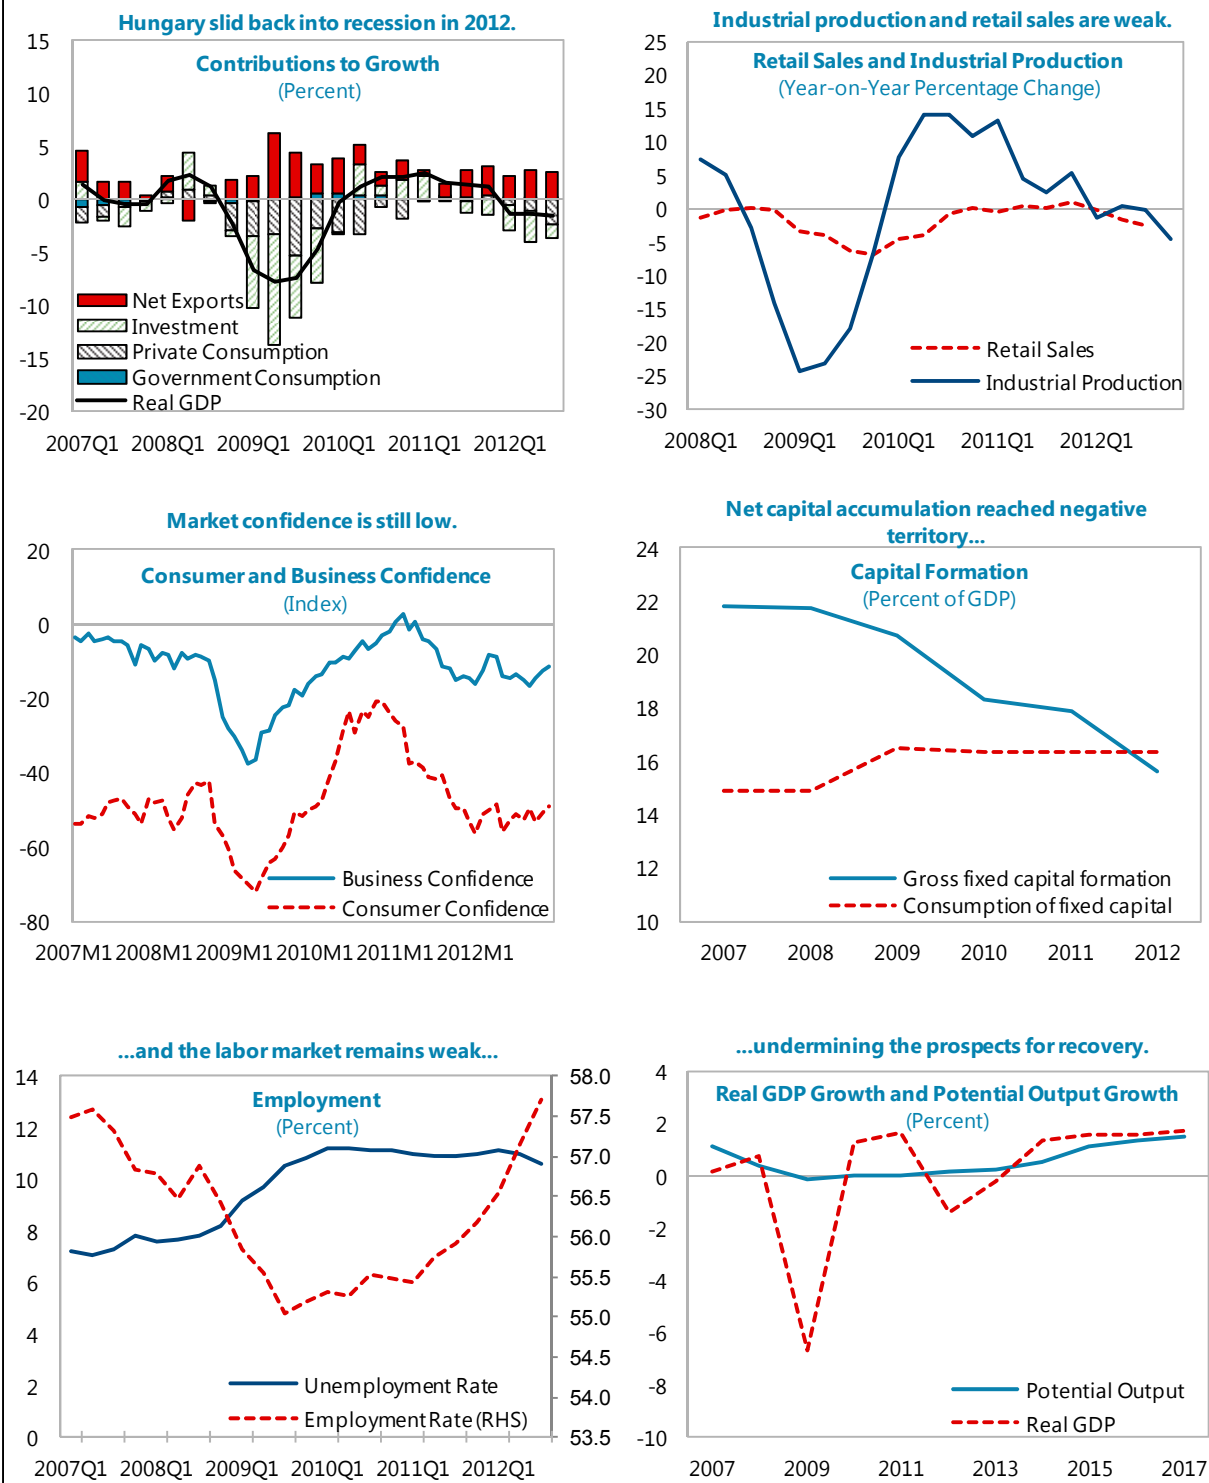 Hungary slid back into recession in 2012.
Contributions to Growth
(Percent)
15
10
5
0
-5
-10
-15
-20
Net Exports
Investment
Private Consumption
Government Consumption
Real GDP
2007Q1 2008Q1 2009Q1 2010Q1 2011Q1 2012Q1
Industrial production and retail sales are weak.
Retail Sales and Industrial Production
(Year-on-Year Percentage Change)
25
20
15
10
5
0
-5
-10
-15
-20
-25
-30
Retail Sales
Industrial Production
2008Q1 2009Q1 2010Q1 2011Q1 2012Q1
Market confidence is still low.
Consumer and Business Confidence
(Index)
20
0
-20
-40
-60
-80
Business Confidence
Consumer Confidence
2007M1 2008M1 2009M1 2010M1 2011M1 2012M1
Net capital accumulation reached negative
territory...
Capital Formation
(Percent of GDP)
24
22
20
18
16
14
12
10
Gross fixed capital formation
Consumption of fixed capital
2007 2008 2009 2010 2011 2012
...and the labor market remains weak...
Employment
(Percent)
14
12
10
8
6
4
2
0
58.0
57.5
57.0
56.5
56.0
55.5
55.0
54.5
54.0
53.5
Unemployment Rate
Employment Rate (RHS)
2007Q1 2008Q1 2009Q1 2010Q1 2011Q1 2012Q1
...undermining the prospects for recovery.
Real GDP Growth and Potential Output Growth
(Percent)
4
2
0
-2
-4
-6
-8
-10
Potential Output
Real GDP
2007 2009 2011 2013 2015 2017